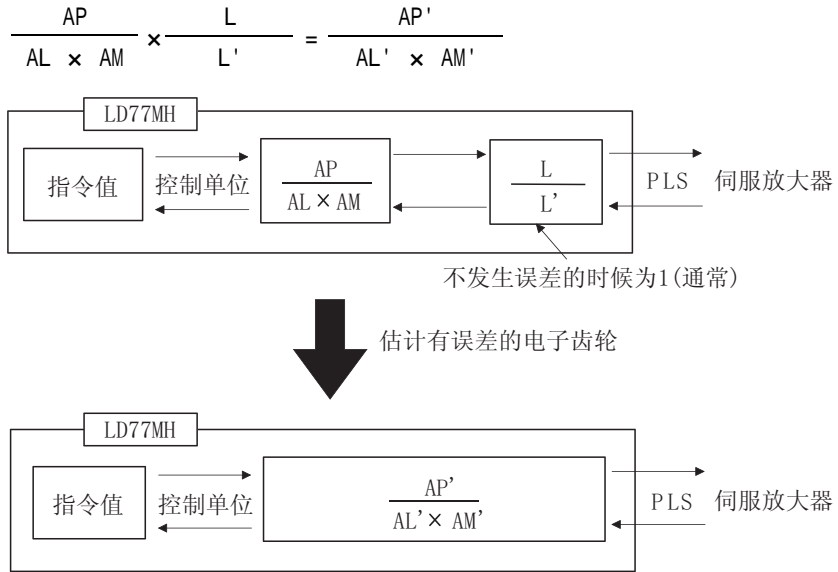 AP / AL × AM × L / L' = AP' / AL' × AM'
LD77MH
指令值 控制单位 AP / AL×AM L / L' PLS 伺服放大器
不发生误差的时候为1(通常)
估计有误差的电子齿轮
LD77MH
指令值 控制单位 AP' / AL'× AM' PLS 伺服放大器